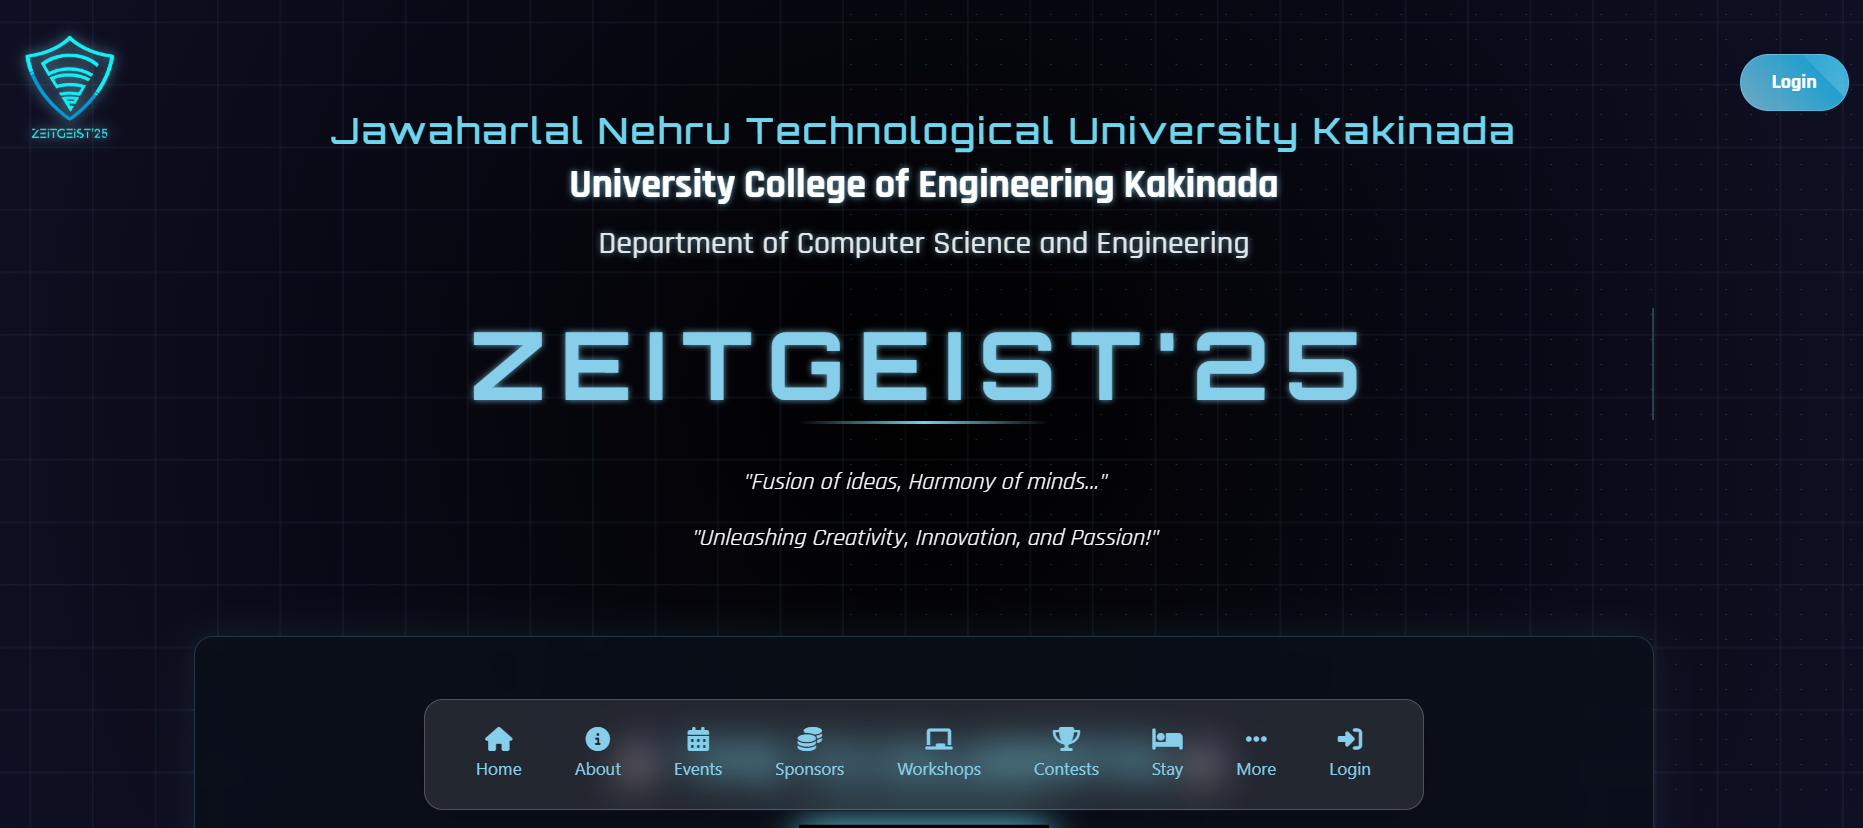 ZEITGEIST'25
Login
Jawaharlal Nehru Technological University Kakinada
University College of Engineering Kakinada
Department of Computer Science and Engineering
ZEITGEIST'25
"Fusion of ideas, Harmony of minds..."
"Unleashing Creativity, Innovation, and Passion!"
Home About Events Sponsors Workshops Contests Stay More Login